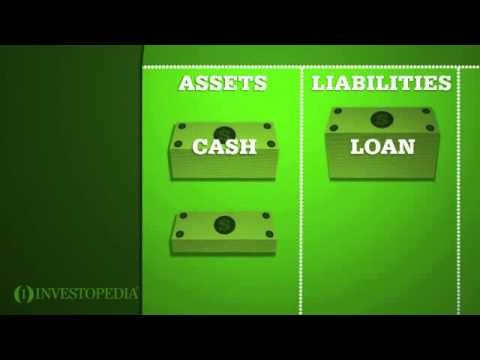 ASSETS LIABILITIES
CASH LOAN
INVESTOPEDIA